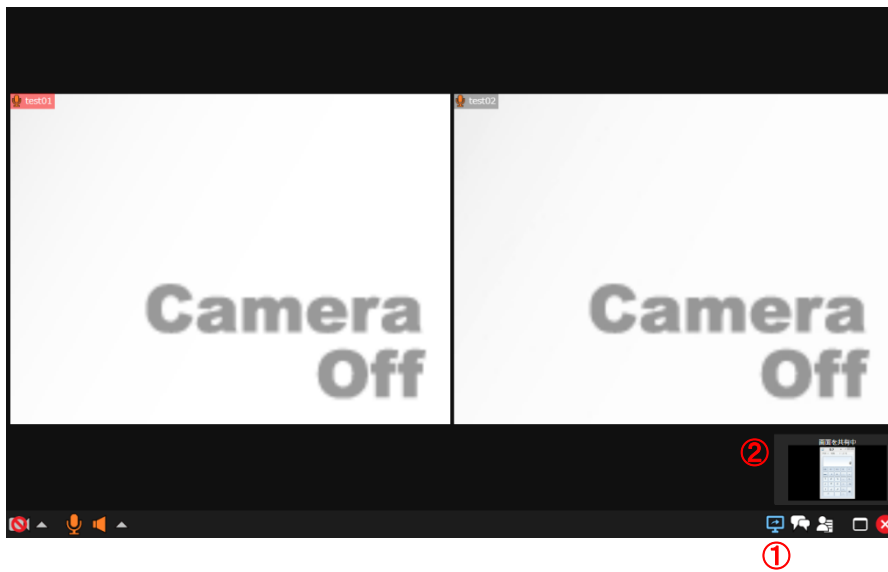 test01
test02
Camera
Off
Camera
Off
②
画面を共有中
①